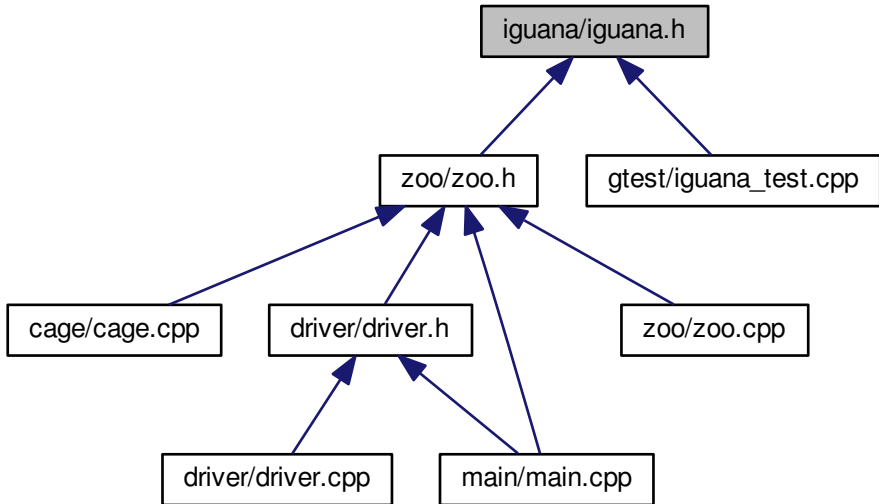 iguana/iguana.h
zoo/zoo.h
gtest/iguana_test.cpp
cage/cage.cpp
driver/driver.h
zoo/zoo.cpp
driver/driver.cpp
main/main.cpp